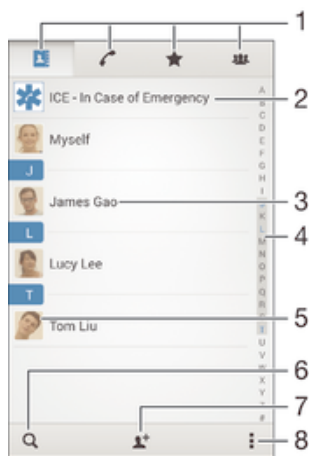 1
ICE - In Case of Emergency
2
Myself
J
James Gao
3
L
4
Lucy Lee
T
Tom Liu
5
6
7
8
A
B
C
D
E
F
G
H
I
K
L
M
N
O
P
Q
R
U
V
W
X
Y
#